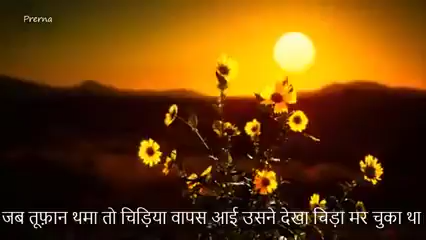 Prerna
जब तूफ़ान थमा तो चिड़िया वापस आई उसने देखा चिड़ा मर चुका था